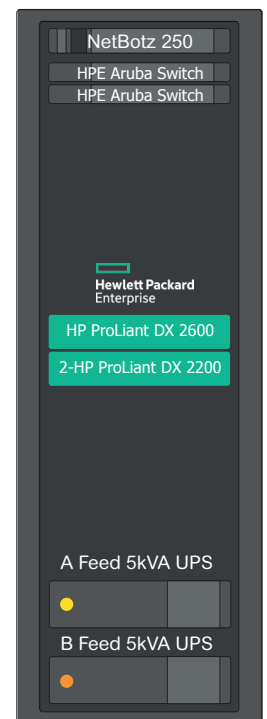 NetBotz 250
HPE Aruba Switch
HPE Aruba Switch
Hewlett Packard
Enterprise
HP ProLiant DX 2600
2-HP ProLiant DX 2200
A Feed 5kVA UPS
B Feed 5kVA UPS